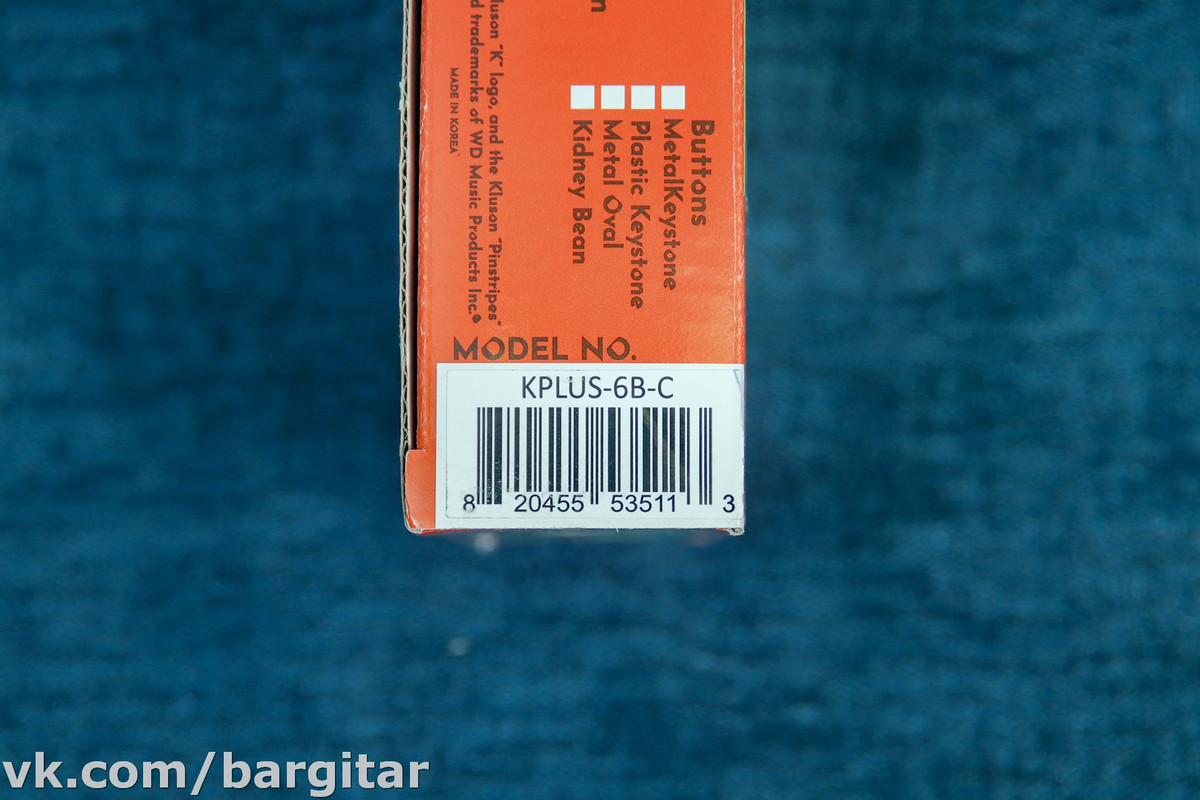 Buttons
MetalKeystone
Plastic Keystone
Metal Oval
Kidney Bean
"K" logo, and the Kluson "Pinstripes"
trademarks of WD Music Products Inc.®
MADE IN KOREA
MODEL NO.
KPLUS-6B-C
8 20455 53511 3
vk.com/bargitar